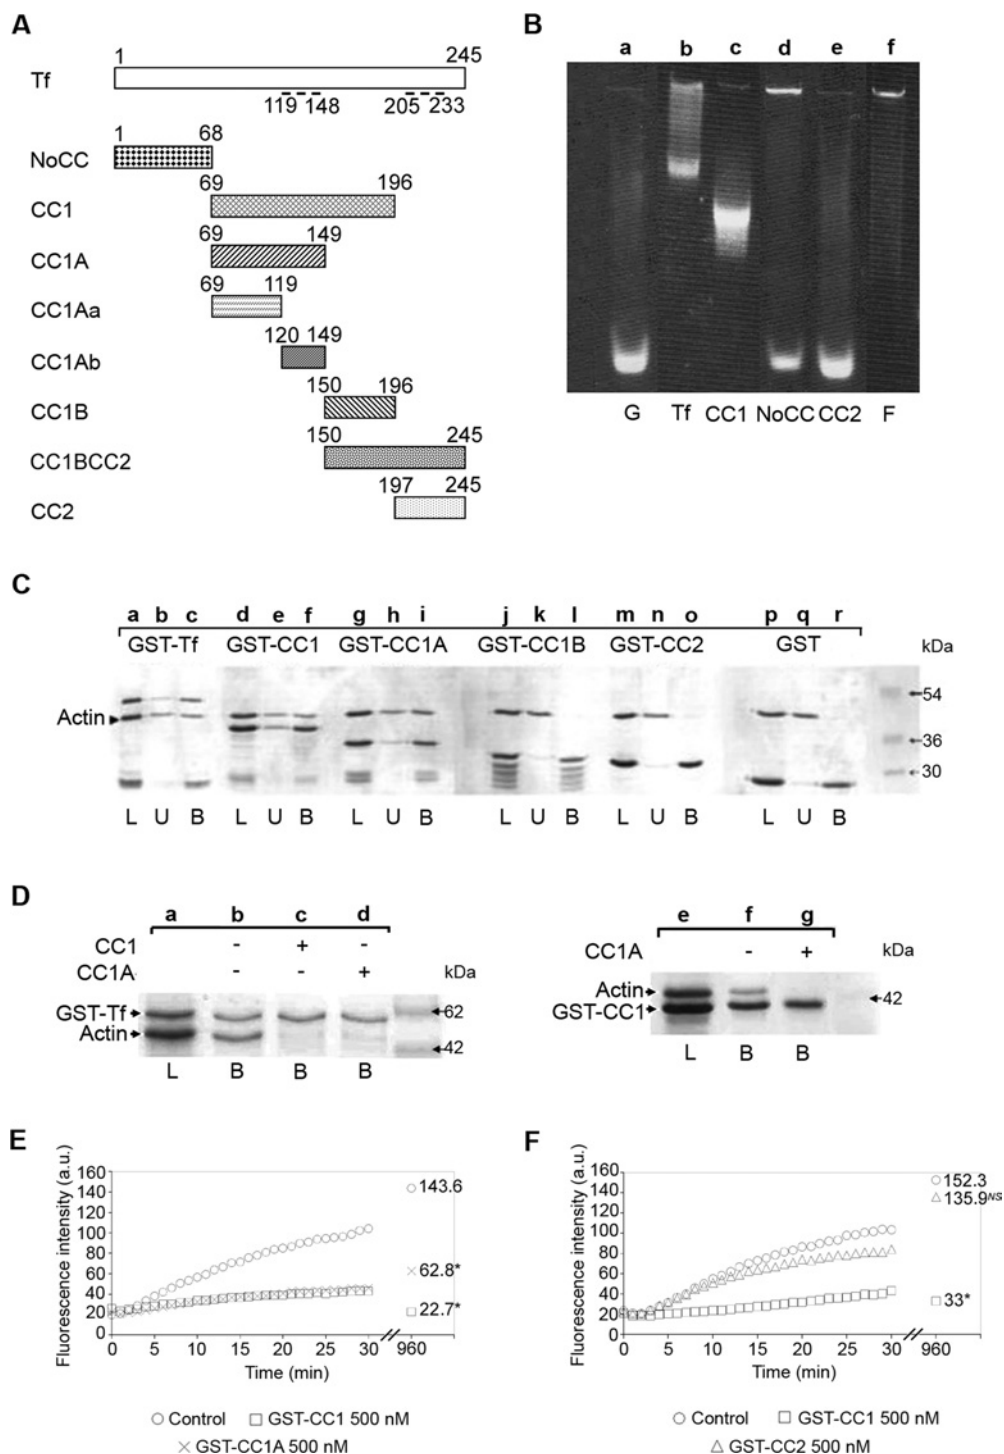 A
1 245
Tf
119 148 205 233
1 68
NoCC
69 196
CC1
69 149
CC1A
69 119
CC1Aa
120 149
CC1Ab
150 196
CC1B
150 245
CC1BCC2
197 245
CC2
B
a b c d e f
G Tf CC1 NoCC CC2 F
C
a b c d e f g h i j k l m n o p q r
GST-Tf GST-CC1 GST-CC1A GST-CC1B GST-CC2 GST kDa
Actin
54
36
30
L U B L U B L U B L U B L U B L U B
D
a b c d
CC1 - + -
CC1A - - + kDa
GST-Tf 62
Actin 42
L B B B
e f g
CC1A - + kDa
Actin 42
GST-CC1
L B B
E
Fluorescence intensity (a.u.)
160
140
120
100
80
60
40
20
0
143.6
62.8*
22.7*
0 5 10 15 20 25 30 960
Time (min)
Control GST-CC1 500 nM
GST-CC1A 500 nM
F
Fluorescence intensity (a.u.)
160
140
120
100
80
60
40
20
0
152.3
135.9NS
33*
0 5 10 15 20 25 30 960
Time (min)
Control GST-CC1 500 nM
GST-CC2 500 nM